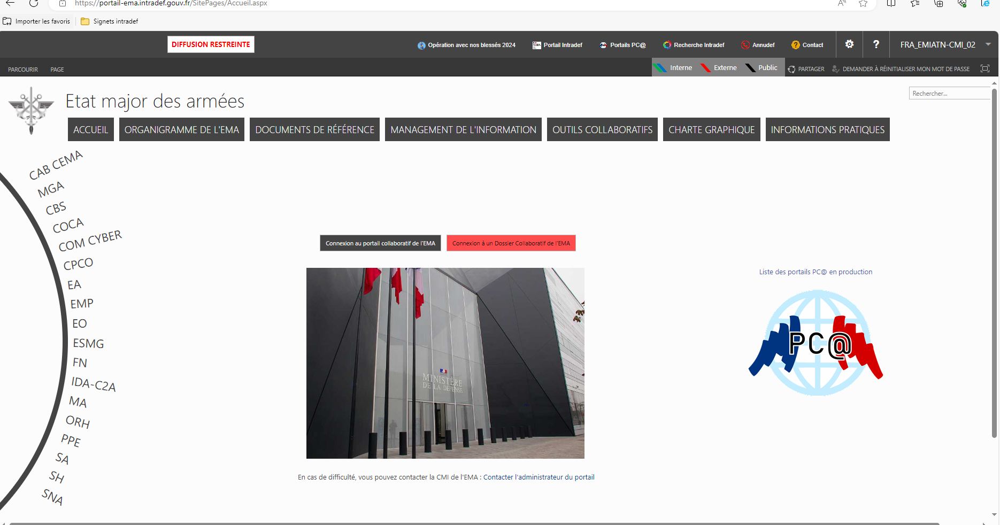 https://portail-ema.intradef.gouv.fr/SitePages/Accueil.aspx
Importer les favoris
Signets intradef
DIFFUSION RESTREINTE
Opération avec nos blessés 2024
Portail Intradef
Portails PC@
Recherche Intradef
Annudef
Contact
?
FRA_EMIATN-CMI_02
PARCOURIR
PAGE
Interne
Externe
Public
PARTAGER
DEMANDER À RÉINITIALISER MON MOT DE PASSE
Etat major des armées
Rechercher...
ACCUEIL
ORGANIGRAMME DE L'EMA
DOCUMENTS DE RÉFÉRENCE
MANAGEMENT DE L'INFORMATION
OUTILS COLLABORATIFS
CHARTE GRAPHIQUE
INFORMATIONS PRATIQUES
CAB CEMA
MGA
CBS
COCA
COM CYBER
CPCO
EA
EMP
EO
ESMG
FN
IDA-C2A
MA
ORH
PPE
SA
SH
SNA
Connexion au portail collaboratif de l'EMA
Connexion à un Dossier Collaboratif de l'EMA
MINISTÈRE
DE LA DÉFENSE
Liste des portails PC@ en production
PC@
En cas de difficulté, vous pouvez contacter la CMI de l'EMA : Contacter l'administrateur du portail